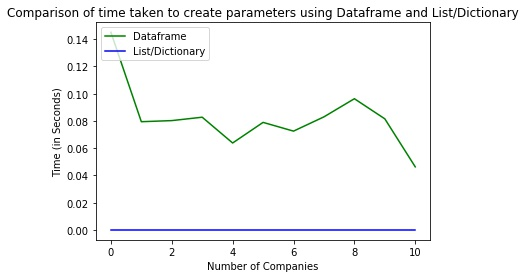 Comparison of time taken to create parameters using Dataframe and List/Dictionary
Dataframe
List/Dictionary
0.14
0.12
0.10
0.08
0.06
0.04
0.02
0.00
Time (in Seconds)
0 2 4 6 8 10
Number of Companies